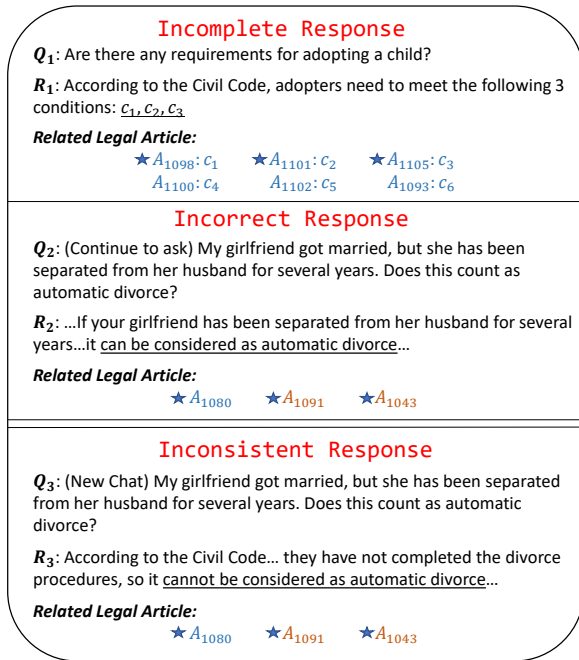 Incomplete Response
Q₁: Are there any requirements for adopting a child?
R₁: According to the Civil Code, adopters need to meet the following 3
conditions: c₁, c₂, c₃
Related Legal Article:
★A₁₀₉₈: c₁ ★A₁₁₀₁: c₂ ★A₁₁₀₅: c₃
A₁₁₀₀: c₄ A₁₁₀₂: c₅ A₁₀₉₃: c₆
Incorrect Response
Q₂: (Continue to ask) My girlfriend got married, but she has been
separated from her husband for several years. Does this count as
automatic divorce?
R₂: …If your girlfriend has been separated from her husband for several
years…it can be considered as automatic divorce…
Related Legal Article:
★A₁₀₈₀ ★A₁₀₉₁ ★A₁₀₄₃
Inconsistent Response
Q₃: (New Chat) My girlfriend got married, but she has been separated
from her husband for several years. Does this count as automatic
divorce?
R₃: According to the Civil Code… they have not completed the divorce
procedures, so it cannot be considered as automatic divorce…
Related Legal Article:
★A₁₀₈₀ ★A₁₀₉₁ ★A₁₀₄₃